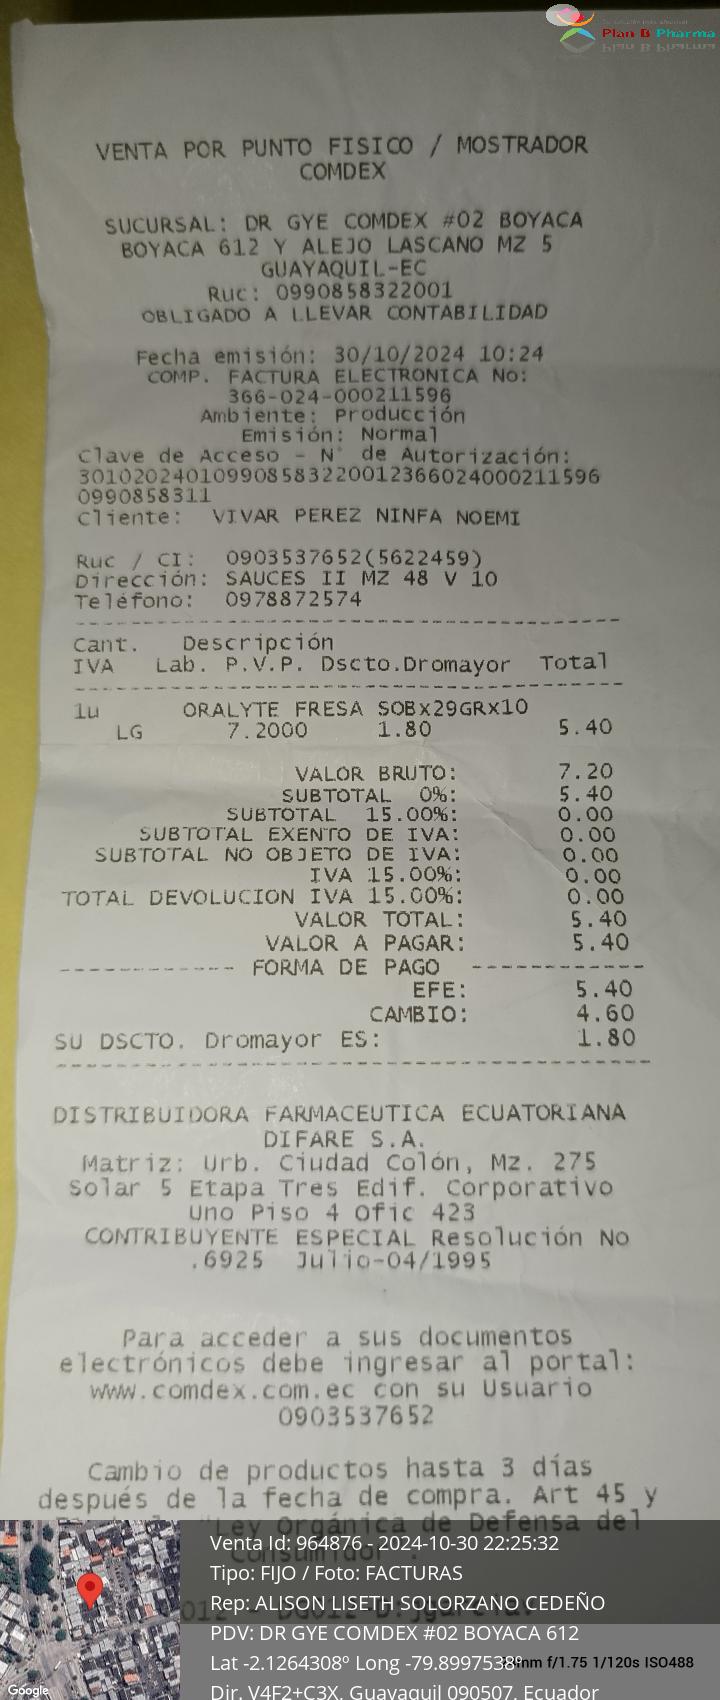 Plan B Pharma
VENTA POR PUNTO FISICO / MOSTRADOR
COMDEX
SUCURSAL: DR GYE COMDEX #02 BOYACA
BOYACA 612 Y ALEJO LASCANO MZ 5
GUAYAQUIL-EC
Ruc: 0990858322001
OBLIGADO A LLEVAR CONTABILIDAD
Fecha emisión: 30/10/2024 10:24
COMP. FACTURA ELECTRONICA No:
366-024-000211596
Ambiente: Producción
Emisión: Normal
Clave de Acceso - N° de Autorización:
301020240109908583220012366024000211596
0990858311
Cliente: VIVAR PEREZ NINFA NOEMI
Ruc / CI: 0903537652(5622459)
Dirección: SAUCES II MZ 48 V 10
Teléfono: 0978872574
Cant. Descripción
IVA Lab. P.V.P. Dscto.Dromayor Total
1u ORALYTE FRESA SOBx29GRx10
LG 7.2000 1.80 5.40
VALOR BRUTO: 7.20
SUBTOTAL 0%: 5.40
SUBTOTAL 15.00%: 0.00
SUBTOTAL EXENTO DE IVA: 0.00
SUBTOTAL NO OBJETO DE IVA: 0.00
IVA 15.00%: 0.00
TOTAL DEVOLUCION IVA 15.00%: 0.00
VALOR TOTAL: 5.40
VALOR A PAGAR: 5.40
------------ FORMA DE PAGO ------------
EFE: 5.40
CAMBIO: 4.60
SU DSCTO. Dromayor ES: 1.80
DISTRIBUIDORA FARMACEUTICA ECUATORIANA
DIFARE S.A.
Matriz: Urb. Ciudad Colón, Mz. 275
Solar 5 Etapa Tres Edif. Corporativo
Uno Piso 4 Ofic 423
CONTRIBUYENTE ESPECIAL Resolución No
.6925 Julio-04/1995
Para acceder a sus documentos
electrónicos debe ingresar al portal:
www.comdex.com.ec con su Usuario
0903537652
Cambio de productos hasta 3 días
después de la fecha de compra. Art 45 y
"Ley Orgánica de Defensa del
Consumidor".
Venta Id: 964876 - 2024-10-30 22:25:32
Tipo: FIJO / Foto: FACTURAS
Rep: ALISON LISETH SOLORZANO CEDEÑO
PDV: DR GYE COMDEX #02 BOYACA 612
Lat -2.1264308º Long -79.8997538º
f/1.75 1/120s ISO488
Dir. V4F2+C3X, Guayaquil 090507, Ecuador
Google